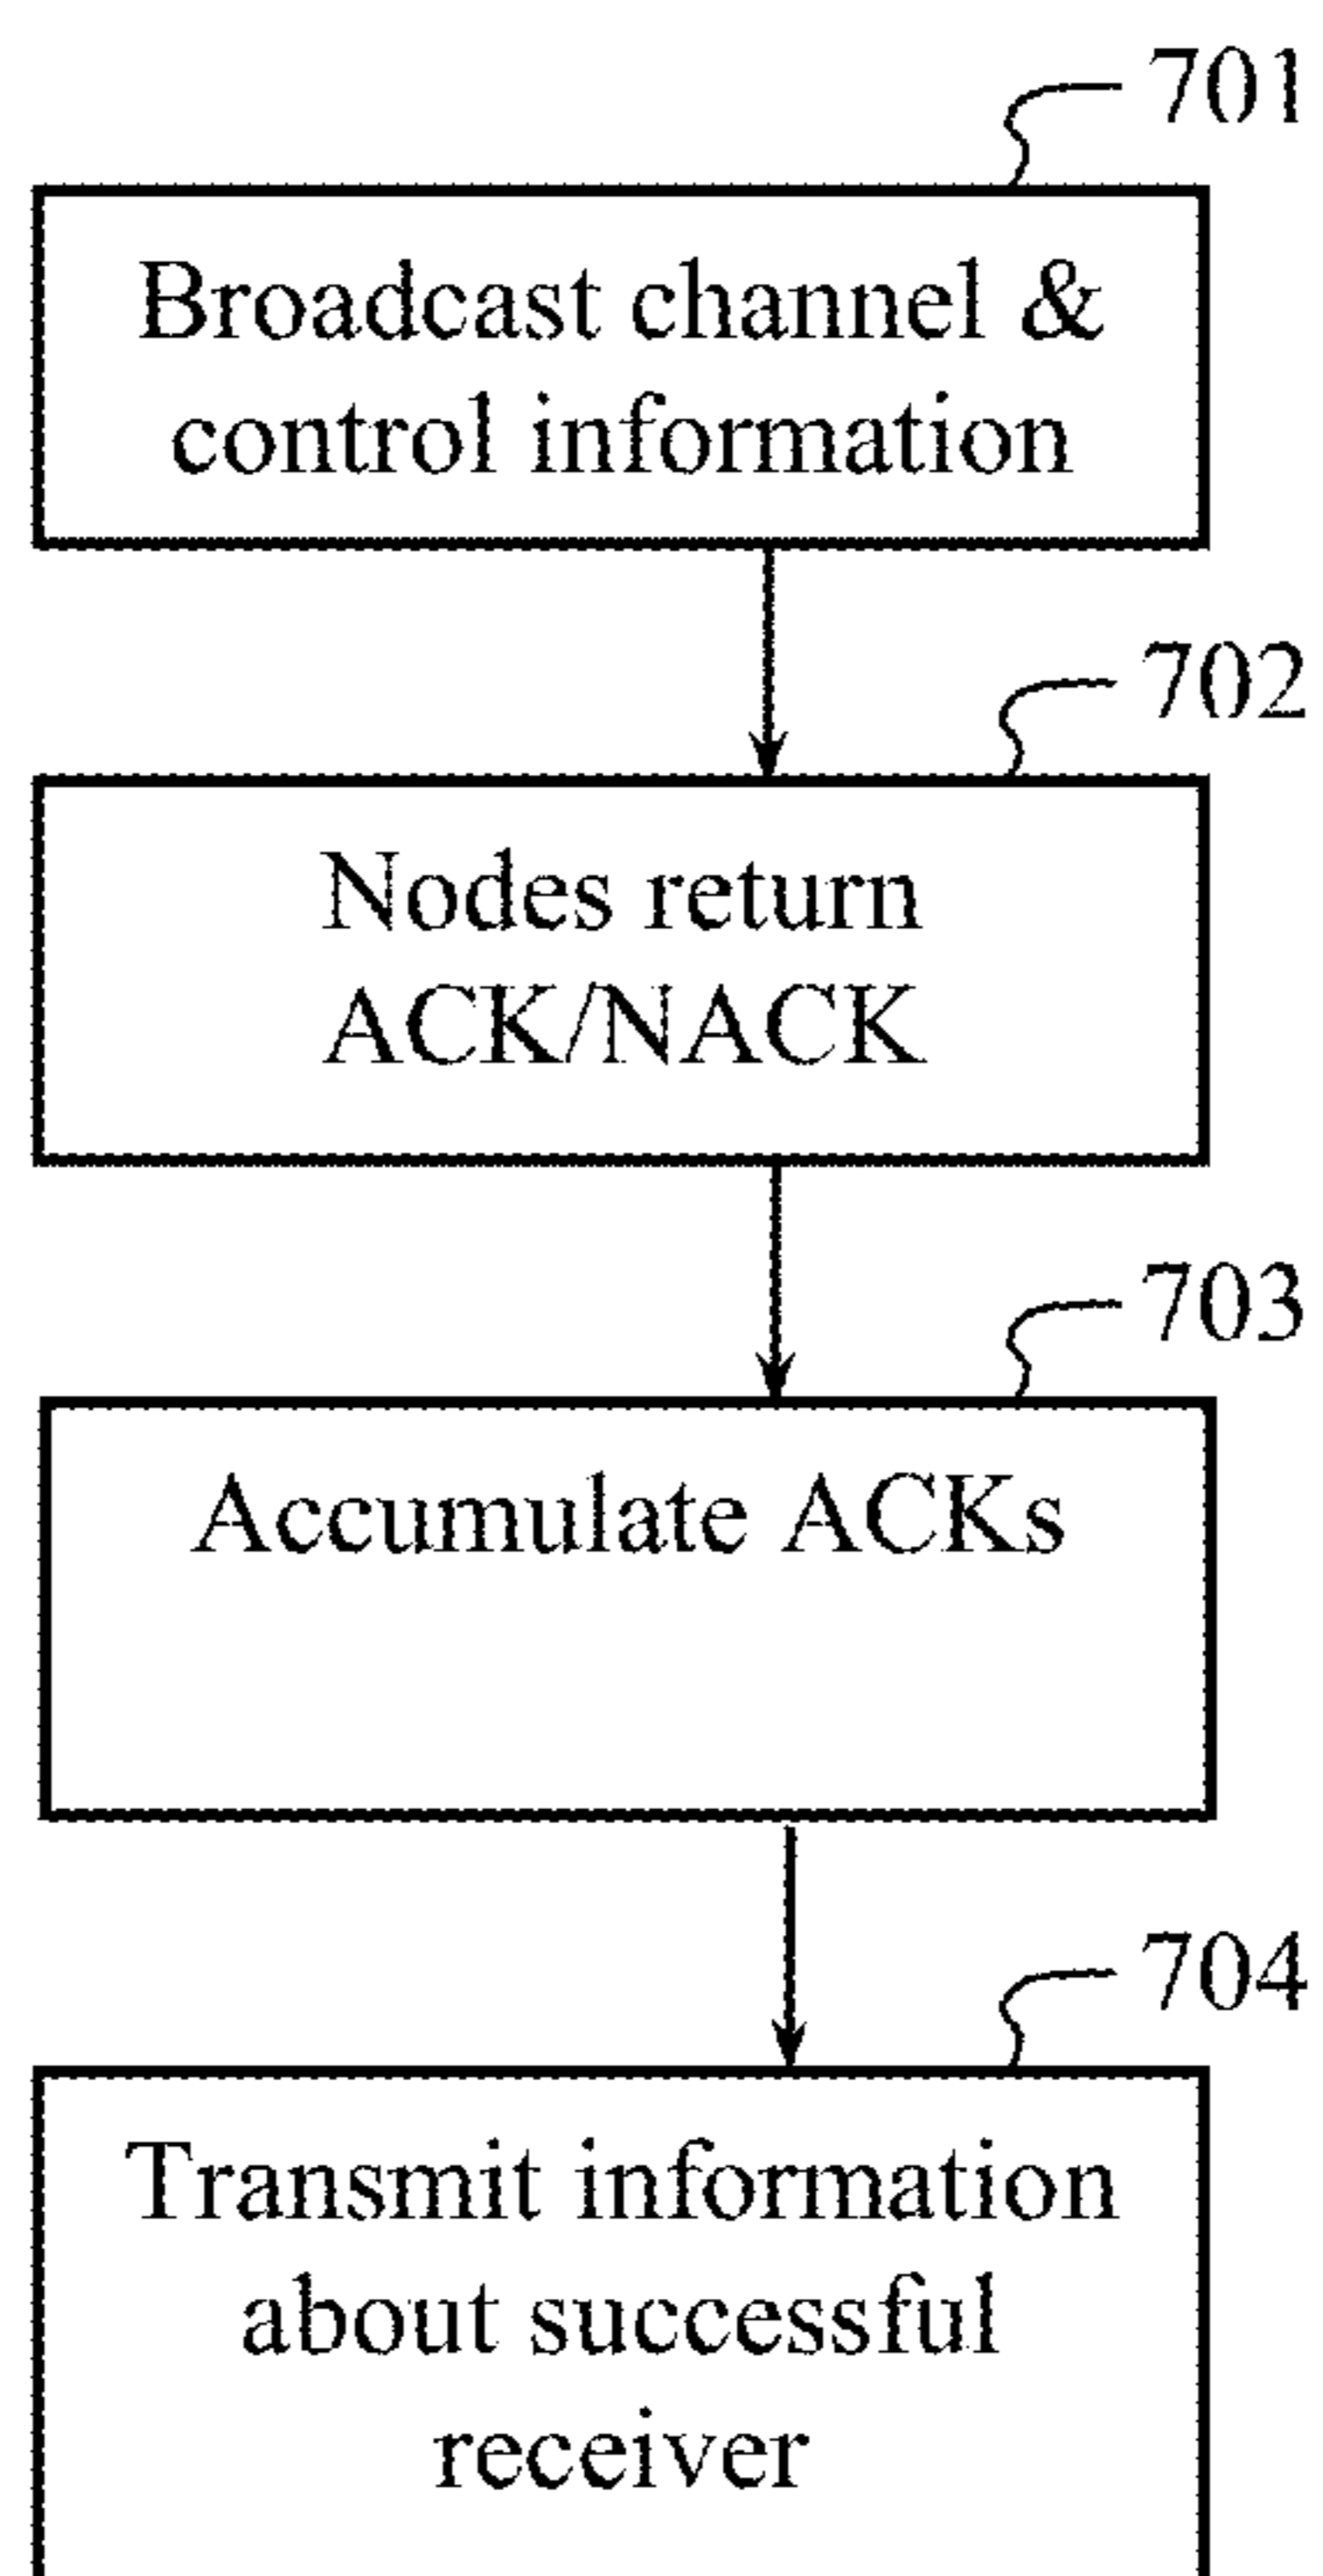 701
Broadcast channel &
control information
702
Nodes return
ACK/NACK
703
Accumulate ACKs
704
Transmit information
about successful
receiver